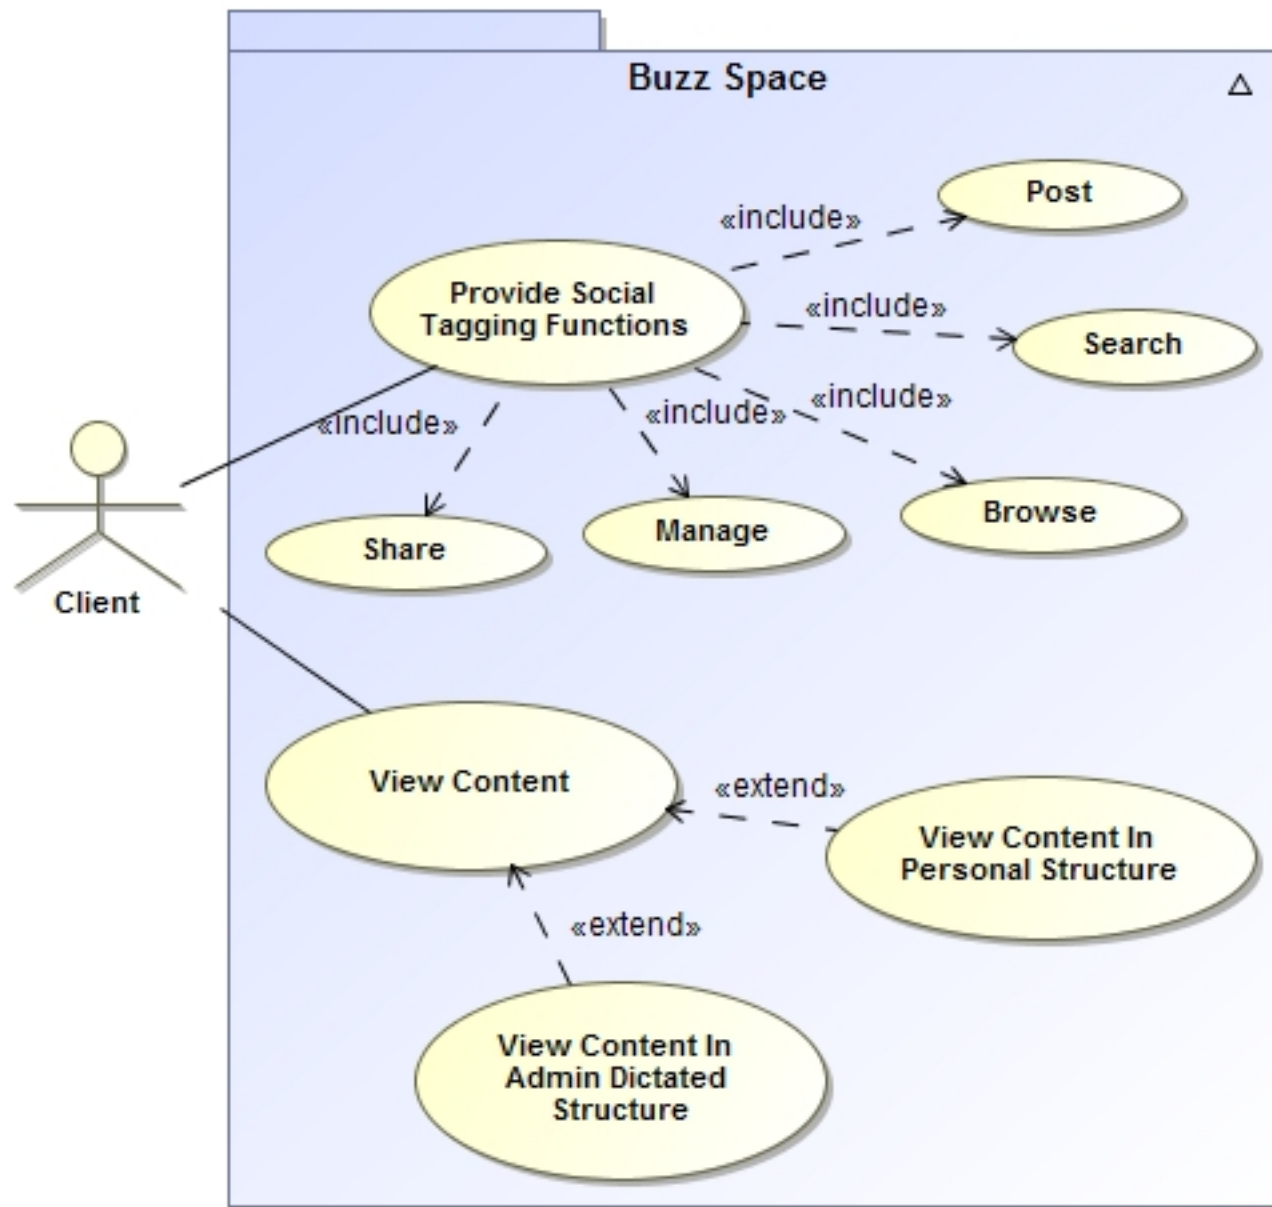 Buzz Space
Post
«include»
Provide Social
Tagging Functions
«include»
Search
«include»
«include»
«include»
Share
Manage
Browse
Client
View Content
«extend»
View Content In
Personal Structure
«extend»
View Content In
Admin Dictated
Structure